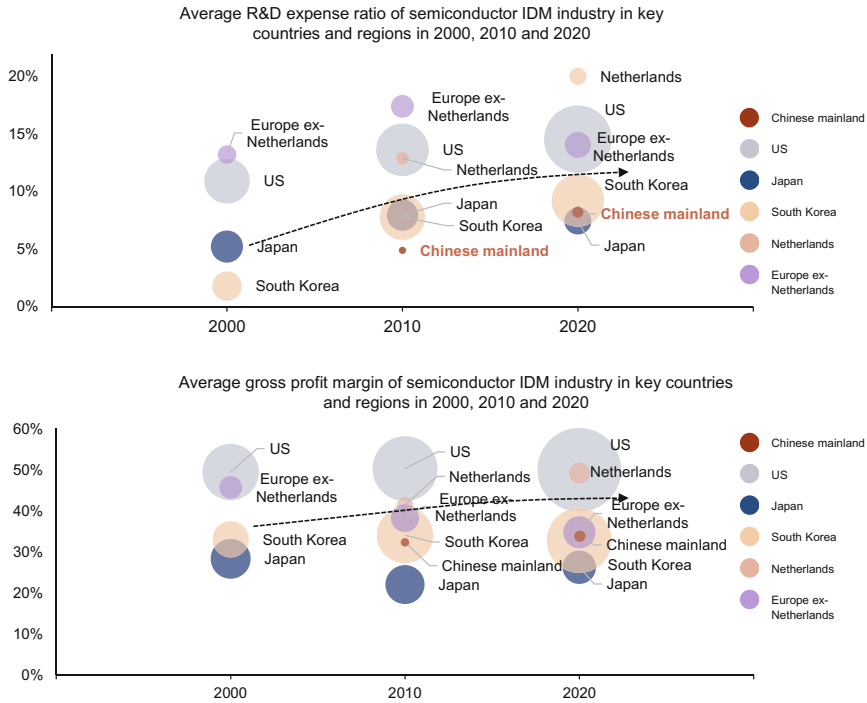 Average R&D expense ratio of semiconductor IDM industry in key
countries and regions in 2000, 2010 and 2020
20%
15%
10%
5%
0%
Europe ex-
Netherlands
US
Japan
South Korea
Europe ex-
Netherlands
US
Netherlands
Japan
South Korea
Chinese mainland
Netherlands
US
Europe ex-
Netherlands
South Korea
Chinese mainland
Japan
2000
2010
2020
Chinese mainland
US
Japan
South Korea
Netherlands
Europe ex-
Netherlands
Average gross profit margin of semiconductor IDM industry in key countries
and regions in 2000, 2010 and 2020
60%
50%
40%
30%
20%
10%
0%
US
Europe ex-
Netherlands
South Korea
Japan
US
Netherlands
Europe ex-
Netherlands
South Korea
Chinese mainland
Japan
US
Netherlands
Europe ex-
Netherlands
Chinese mainland
South Korea
Japan
2000
2010
2020
Chinese mainland
US
Japan
South Korea
Netherlands
Europe ex-
Netherlands